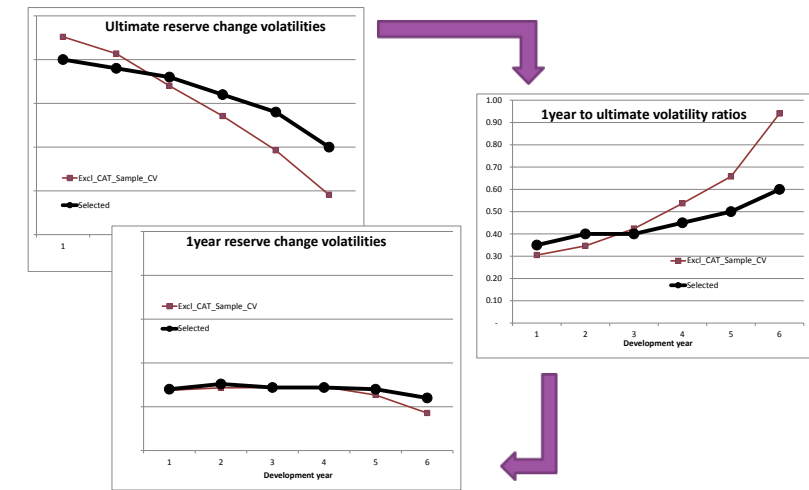 Ultimate reserve change volatilities
Excl_CAT_Sample_CV
Selected
1
1year to ultimate volatility ratios
1.00
0.90
0.80
0.70
0.60
0.50
0.40
0.30
0.20
0.10
-
Excl_CAT_Sample_CV
Selected
1 2 3 4 5 6
Development year
1year reserve change volatilities
Excl_CAT_Sample_CV
Selected
1 2 3 4 5 6
Development year